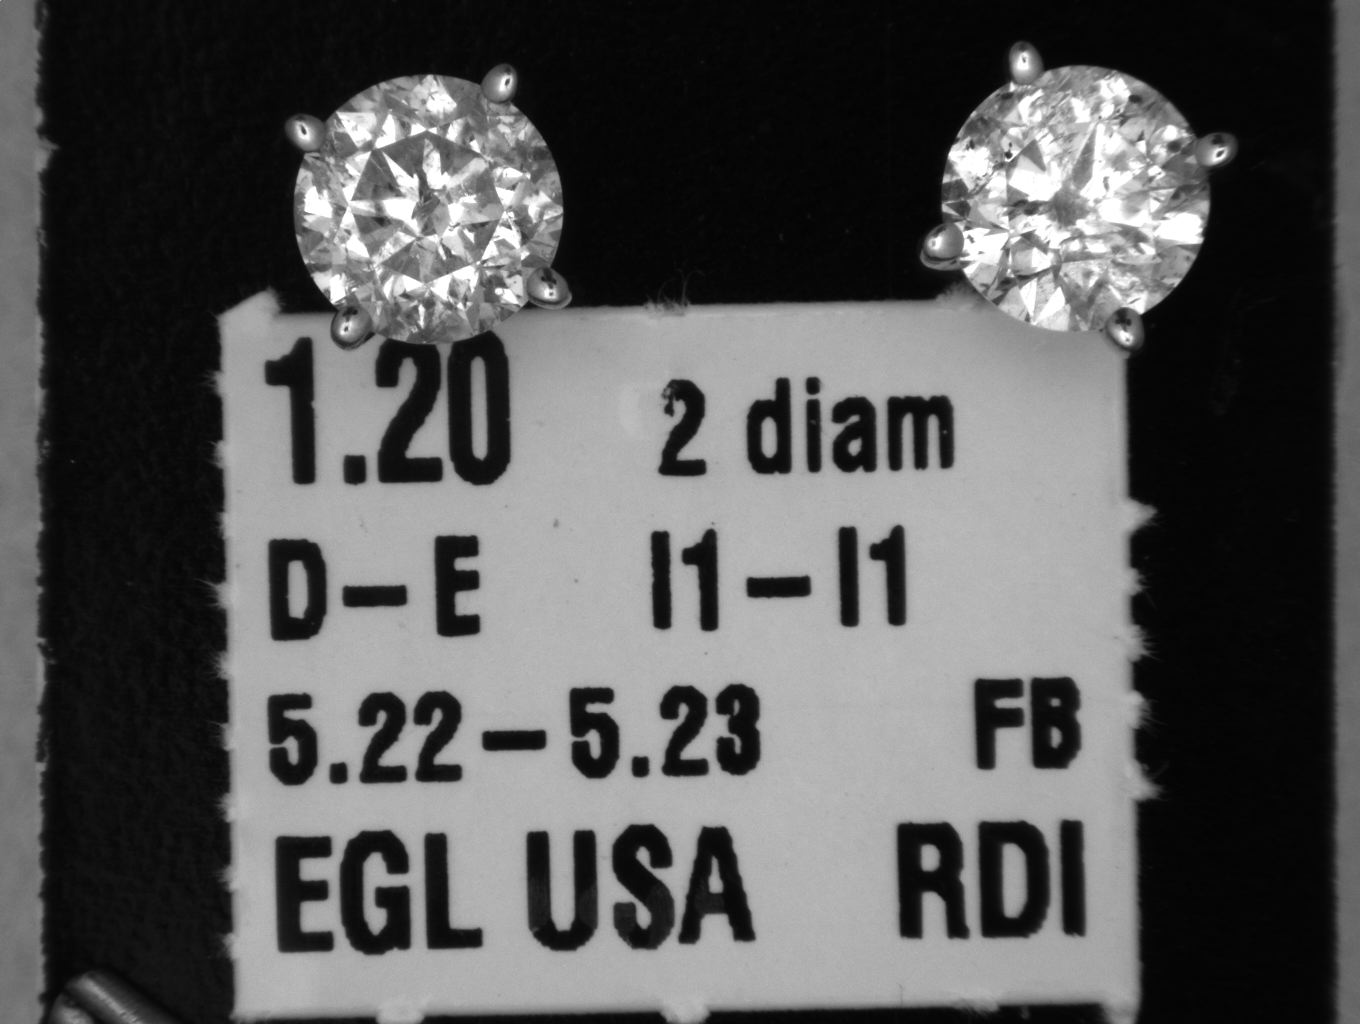 1.20 2 diam
D-E I1-I1
5.22-5.23 FB
EGL USA RDI